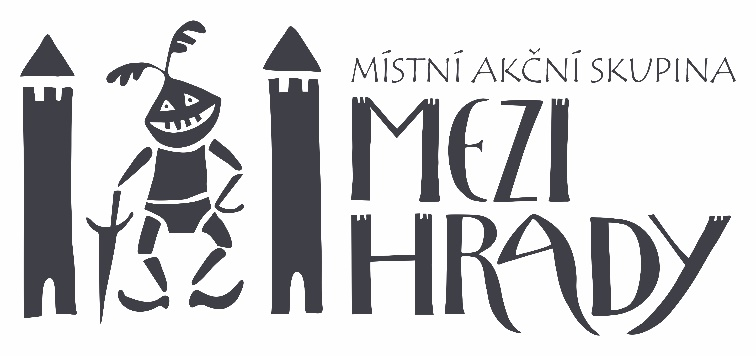 MÍSTNÍ AKČNÍ SKUPINA
MEZI
HRADY